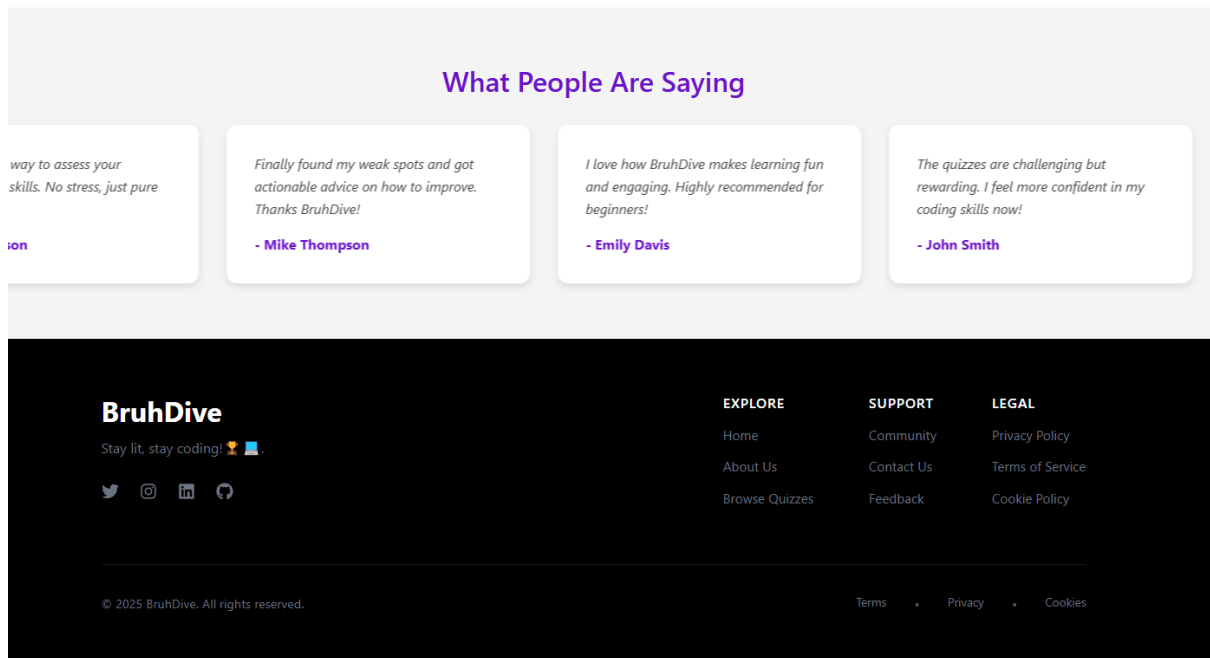 What People Are Saying
way to assess your
skills. No stress, just pure
son
Finally found my weak spots and got
actionable advice on how to improve.
Thanks BruhDive!
- Mike Thompson
I love how BruhDive makes learning fun
and engaging. Highly recommended for
beginners!
- Emily Davis
The quizzes are challenging but
rewarding. I feel more confident in my
coding skills now!
- John Smith
BruhDive
Stay lit, stay coding! 🏆 💻 .
EXPLORE
Home
About Us
Browse Quizzes
SUPPORT
Community
Contact Us
Feedback
LEGAL
Privacy Policy
Terms of Service
Cookie Policy
© 2025 BruhDive. All rights reserved.
Terms • Privacy • Cookies